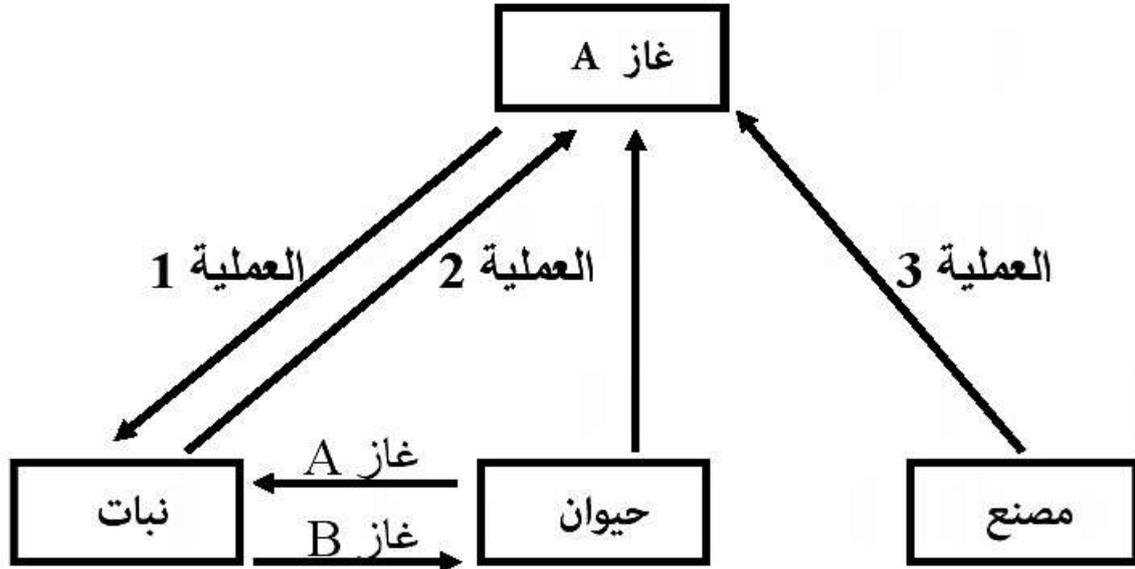 غاز A
العملية 1
العملية 2
العملية 3
غاز A
غاز B
نبات
حيوان
مصنع